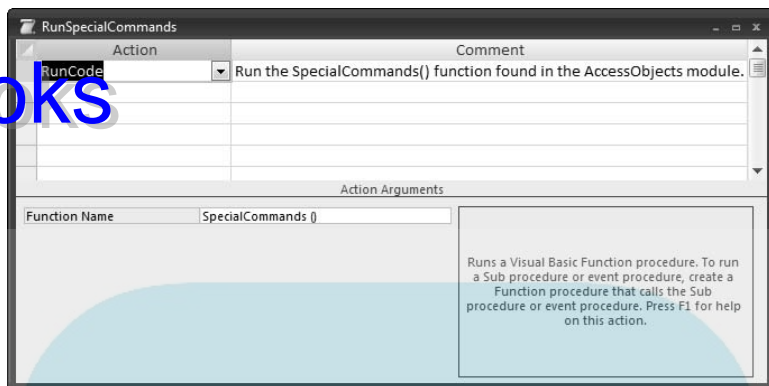 RunSpecialCommands
Action Comment
RunCode Run the SpecialCommands() function found in the AccessObjects module.
oks
Action Arguments
Function Name SpecialCommands ()
Runs a Visual Basic Function procedure. To run
a Sub procedure or event procedure, create a
Function procedure that calls the Sub
procedure or event procedure. Press F1 for help
on this action.